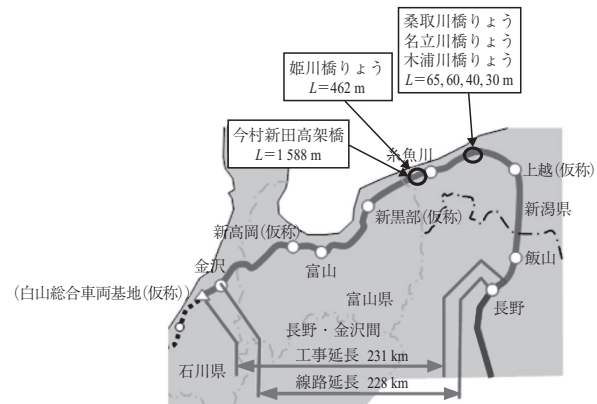 桑取川橋りょう
名立川橋りょう
木浦川橋りょう
L=65, 60, 40, 30 m
姫川橋りょう
L=462 m
今村新田高架橋
L=1 588 m
糸魚川
上越(仮称)
新潟県
新黒部(仮称)
新高岡(仮称)
富山
飯山
金沢
(白山総合車両基地(仮称))
富山県
長野
長野・金沢間
工事延長 231 km
石川県
線路延長 228 km